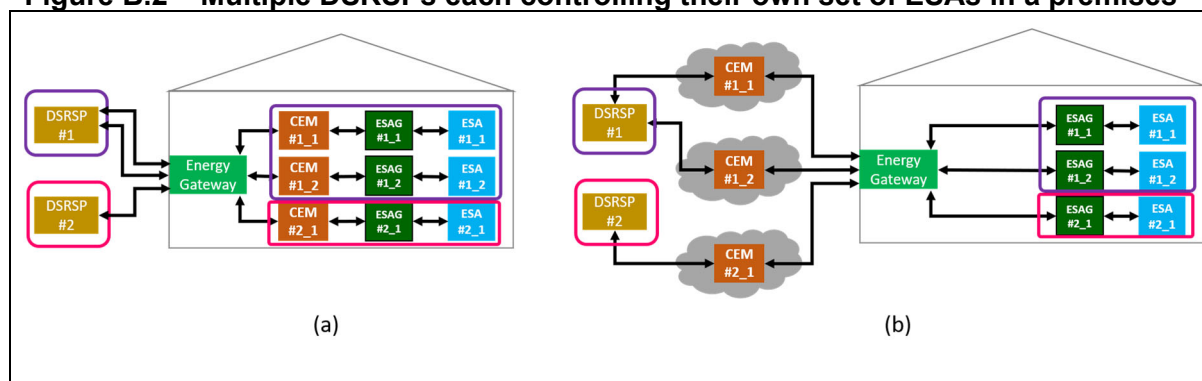 Figure B.2 – Multiple DSRSPs each controlling their own set of ESAs in a premises
DSRSP
#1
DSRSP
#2
Energy
Gateway
CEM
#1_1
ESAG
#1_1
ESA
#1_1
CEM
#1_2
ESAG
#1_2
ESA
#1_2
CEM
#2_1
ESAG
#2_1
ESA
#2_1
(a)
DSRSP
#1
DSRSP
#2
CEM
#1_1
CEM
#1_2
CEM
#2_1
Energy
Gateway
ESAG
#1_1
ESA
#1_1
ESAG
#1_2
ESA
#1_2
ESAG
#2_1
ESA
#2_1
(b)